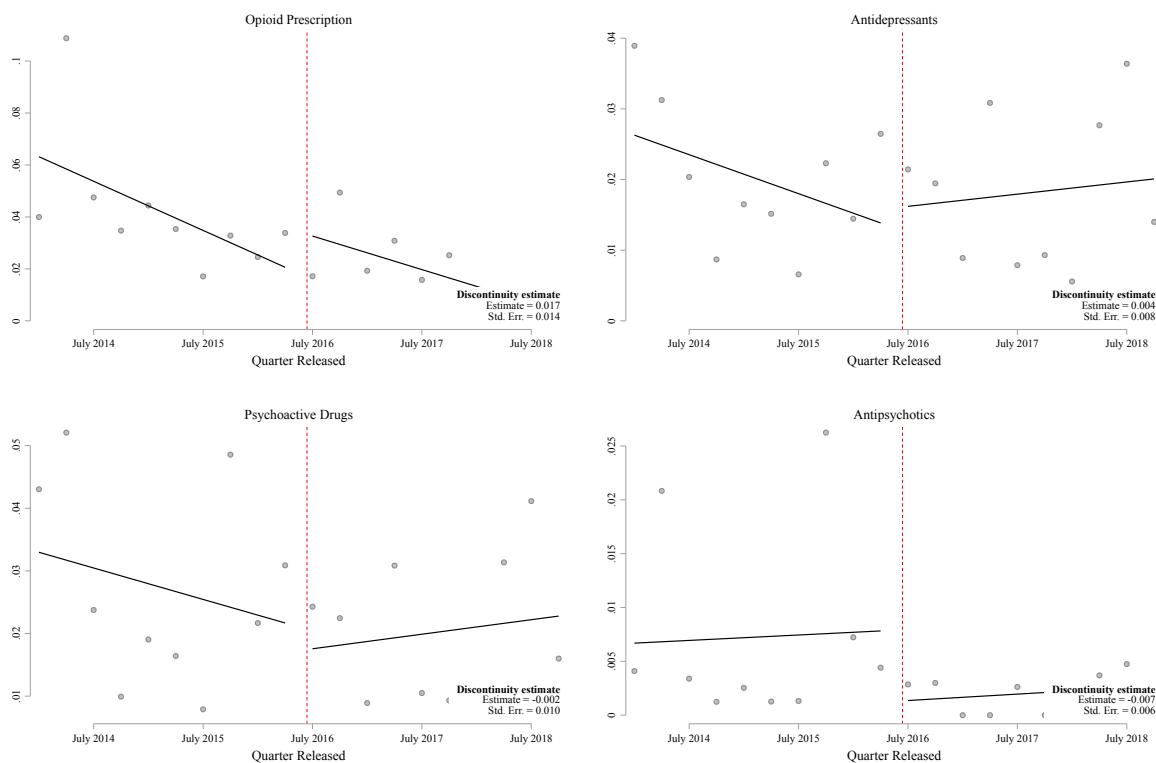 Opioid Prescription
.1
.08
.06
.04
.02
0
Discontinuity estimate
Estimate = 0.017
Std. Err. = 0.014
July 2014 July 2015 July 2016 July 2017 July 2018
Quarter Released
Antidepressants
.04
.03
.02
.01
0
Discontinuity estimate
Estimate = 0.004
Std. Err. = 0.008
July 2014 July 2015 July 2016 July 2017 July 2018
Quarter Released
Psychoactive Drugs
.05
.04
.03
.02
.01
Discontinuity estimate
Estimate = -0.002
Std. Err. = 0.010
July 2014 July 2015 July 2016 July 2017 July 2018
Quarter Released
Antipsychotics
.025
.02
.015
.01
.005
0
Discontinuity estimate
Estimate = -0.007
Std. Err. = 0.006
July 2014 July 2015 July 2016 July 2017 July 2018
Quarter Released